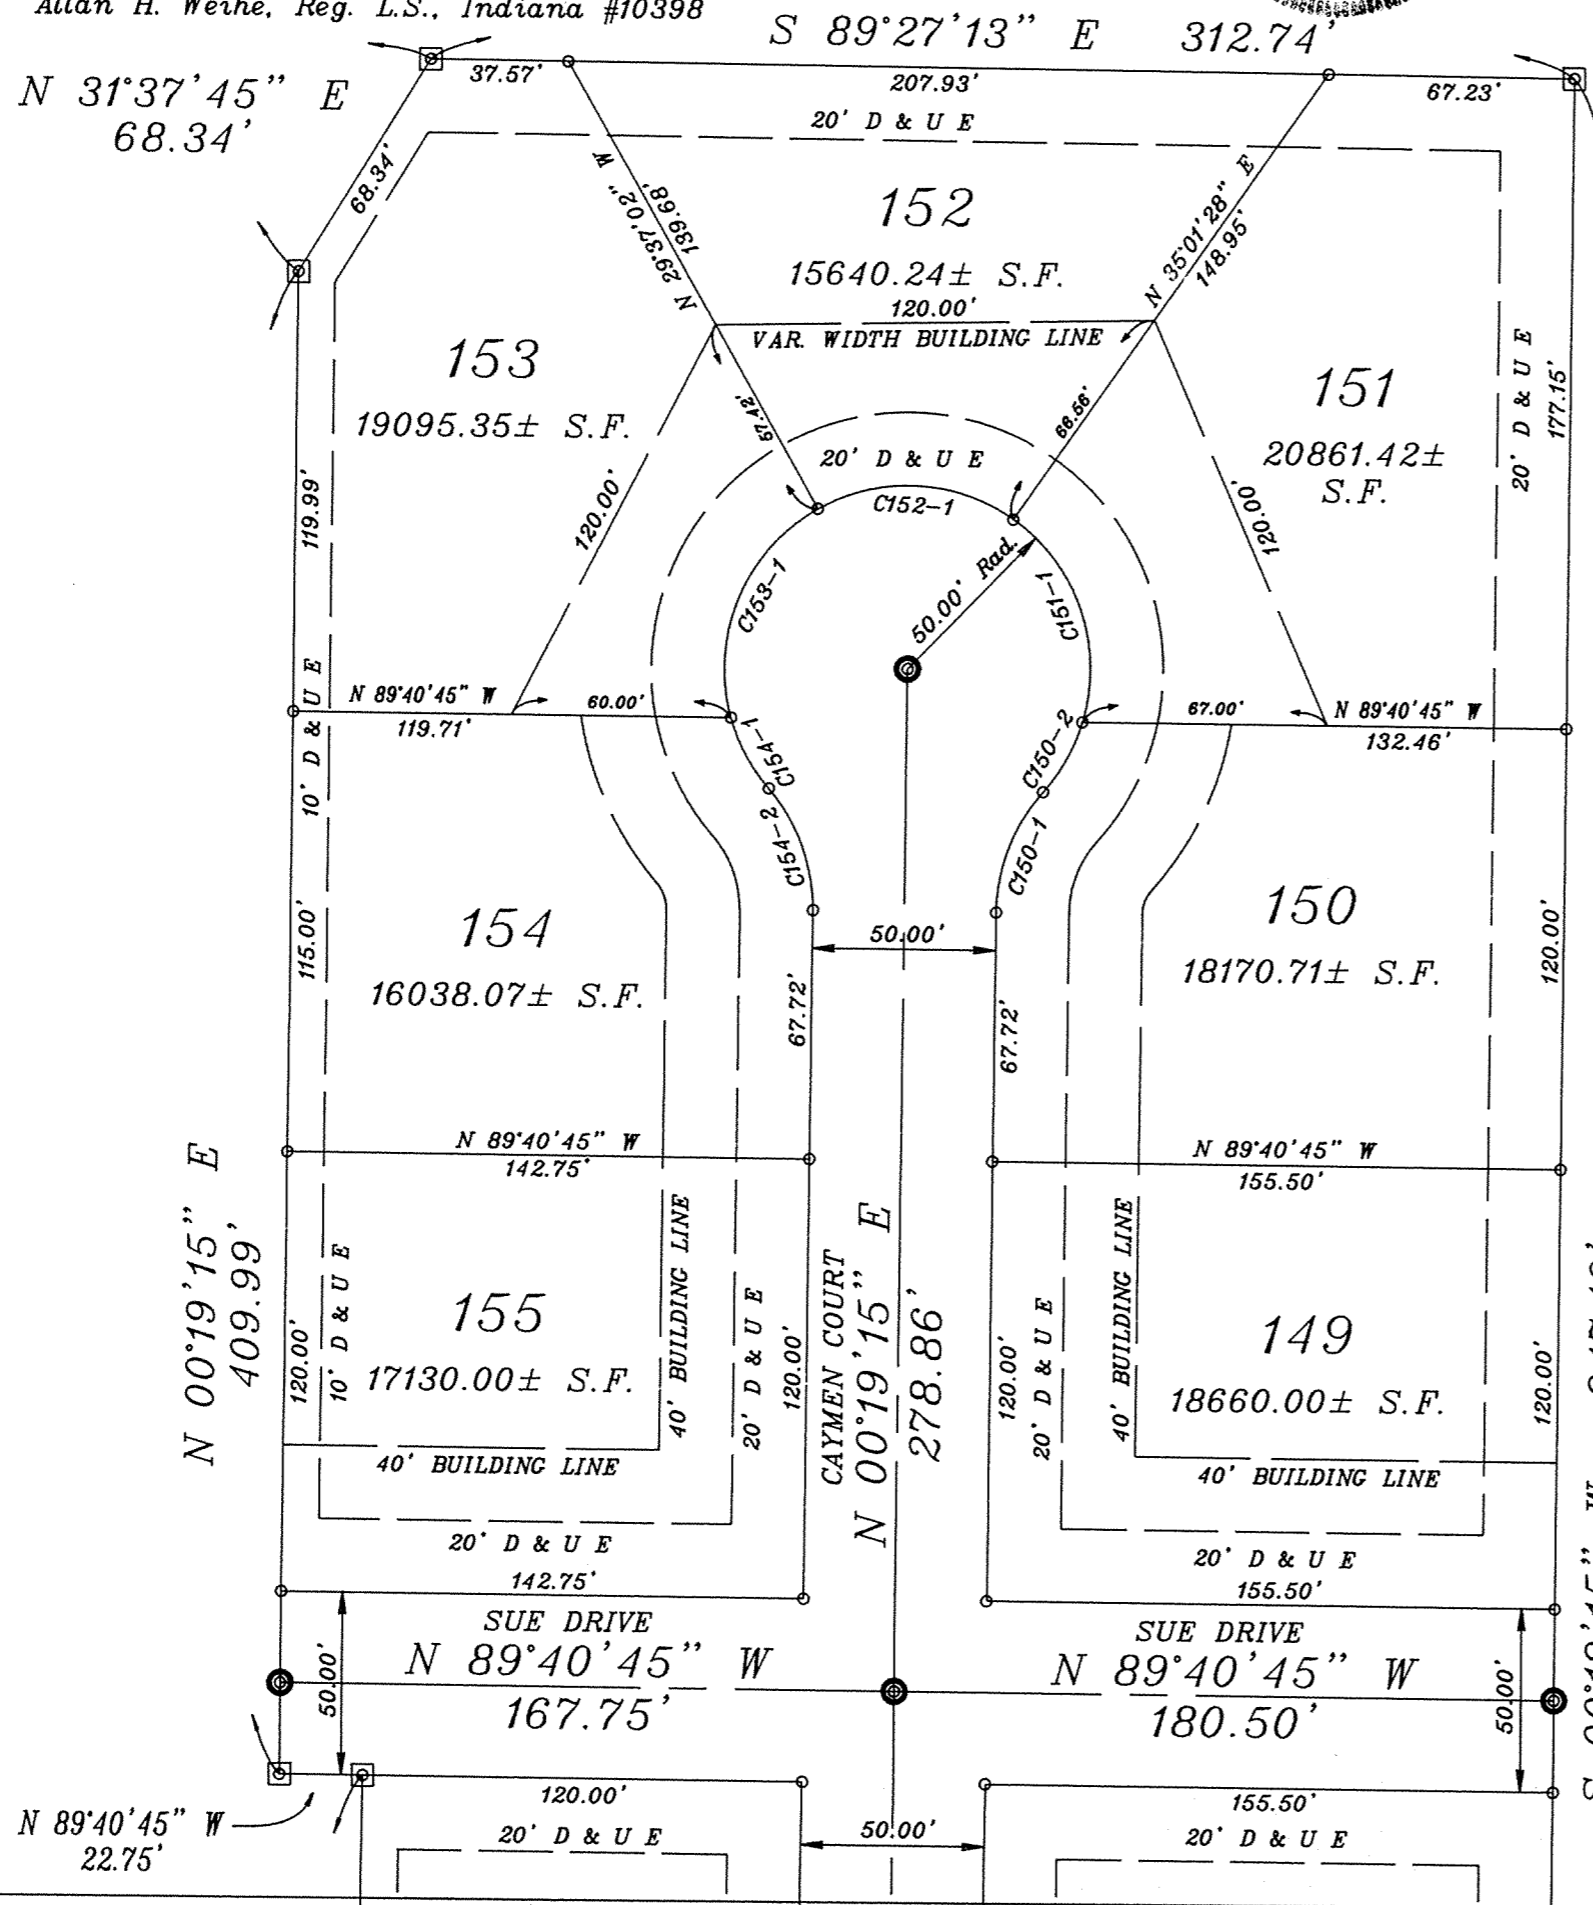 Allan H. Weihe, Reg. L.S., Indiana #10398
S 89°27'13" E 312.74'
N 31°37'45" E
68.34'
37.57'
207.93'
67.23'
20' D & U E
68.34'
N 29°37'02" W
139.68'
152
15640.24± S.F.
120.00'
VAR. WIDTH BUILDING LINE
N 35°01'28" E
148.95'
153
19095.35± S.F.
151
20861.42±
S.F.
20' D & U E
177.15'
57.42'
66.56'
20' D & U E
C152-1
119.99'
120.00'
120.00'
C153-1
50.00' Rad.
C151-1
N 89°40'45" W
119.71'
60.00'
67.00'
N 89°40'45" W
132.46'
10' D & U E
C154-1
C150-2
C154-2
C150-1
154
16038.07± S.F.
115.00'
50.00'
150
18170.71± S.F.
120.00'
67.72'
67.72'
N 89°40'45" W
142.75'
N 89°40'45" W
155.50'
N 00°19'15" E
409.99'
155
17130.00± S.F.
120.00'
10' D & U E
40' BUILDING LINE
20' D & U E
120.00'
CAYMEN COURT
N 00°19'15" E
278.86'
120.00'
20' D & U E
40' BUILDING LINE
149
18660.00± S.F.
120.00'
40' BUILDING LINE
40' BUILDING LINE
20' D & U E
20' D & U E
142.75'
155.50'
SUE DRIVE
N 89°40'45" W
167.75'
50.00'
SUE DRIVE
N 89°40'45" W
180.50'
50.00'
120.00'
155.50'
N 89°40'45" W
22.75'
20' D & U E
50.00'
20' D & U E